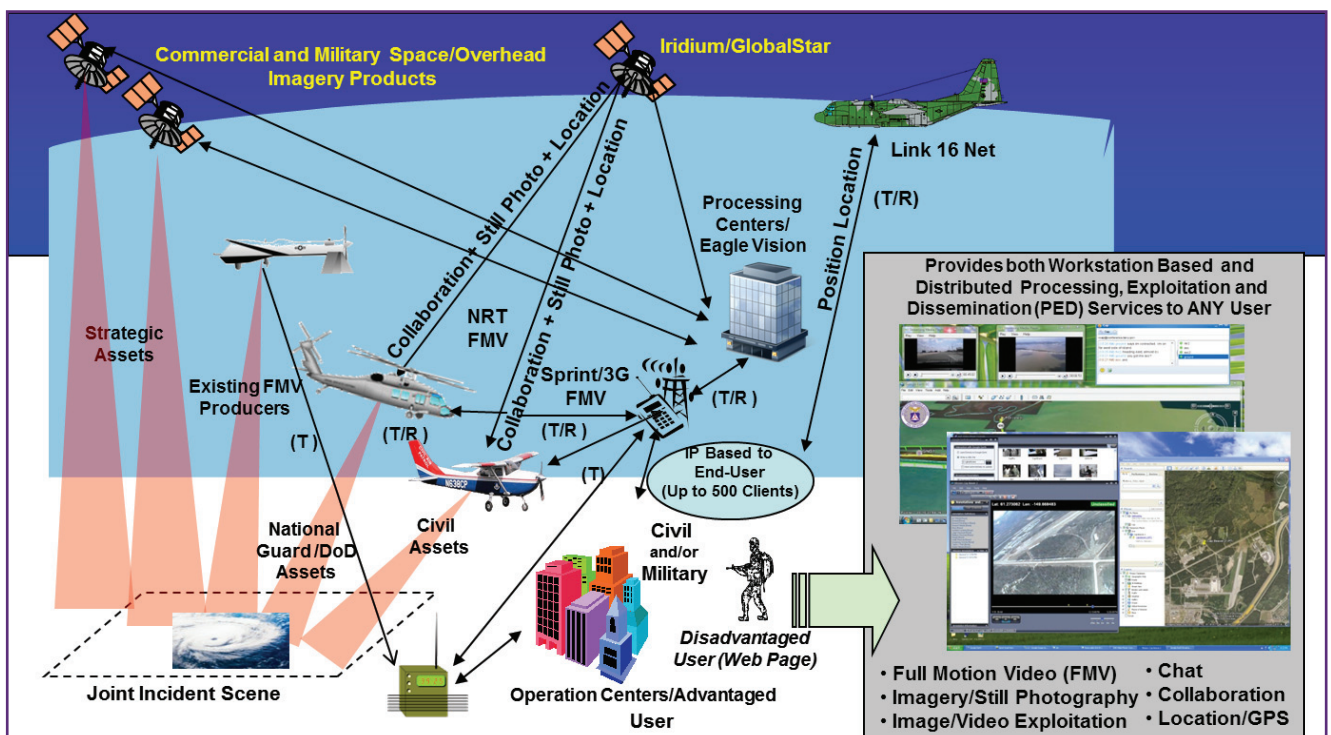 Commercial and Military Space/Overhead
Imagery Products
Iridium/GlobalStar
Link 16 Net
(T/R)
Position Location
Collaboration+ Still Photo + Location
Collaboration + Still Photo + Location
Processing
Centers/
Eagle Vision
NRT
FMV
Strategic
Assets
Existing FMV
Producers
(T )
(T/R )
Sprint/3G
FMV
(T/R )
(T/R )
(T)
N638CP
IP Based to
End-User
(Up to 500 Clients)
National
Guard /DoD
Assets
Civil
Assets
Civil
and/or
Military
Disadvantaged
User (Web Page)
Joint Incident Scene
Operation Centers/Advantaged
User
Provides both Workstation Based and
Distributed Processing, Exploitation and
Dissemination (PED) Services to ANY User
• Full Motion Video (FMV)
• Imagery/Still Photography
• Image/Video Exploitation
• Chat
• Collaboration
• Location/GPS